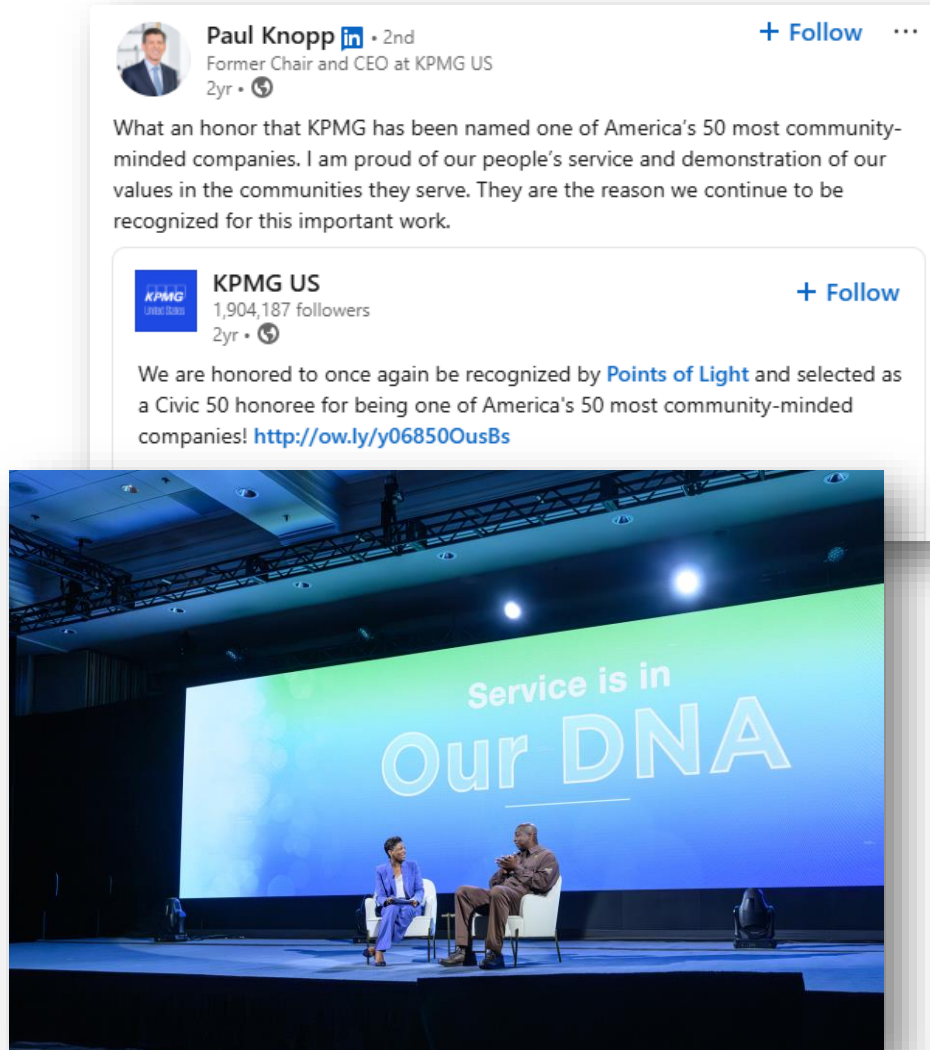 Paul Knopp in • 2nd
+ Follow ...
Former Chair and CEO at KPMG US
2yr •
What an honor that KPMG has been named one of America's 50 most community-
minded companies. I am proud of our people's service and demonstration of our
values in the communities they serve. They are the reason we continue to be
recognized for this important work.
KPMG
United States
KPMG US
+ Follow
1,904,187 followers
2yr •
We are honored to once again be recognized by Points of Light and selected as
a Civic 50 honoree for being one of America's 50 most community-minded
companies! http://ow.ly/y06850OusBs
Service is in
Our DNA